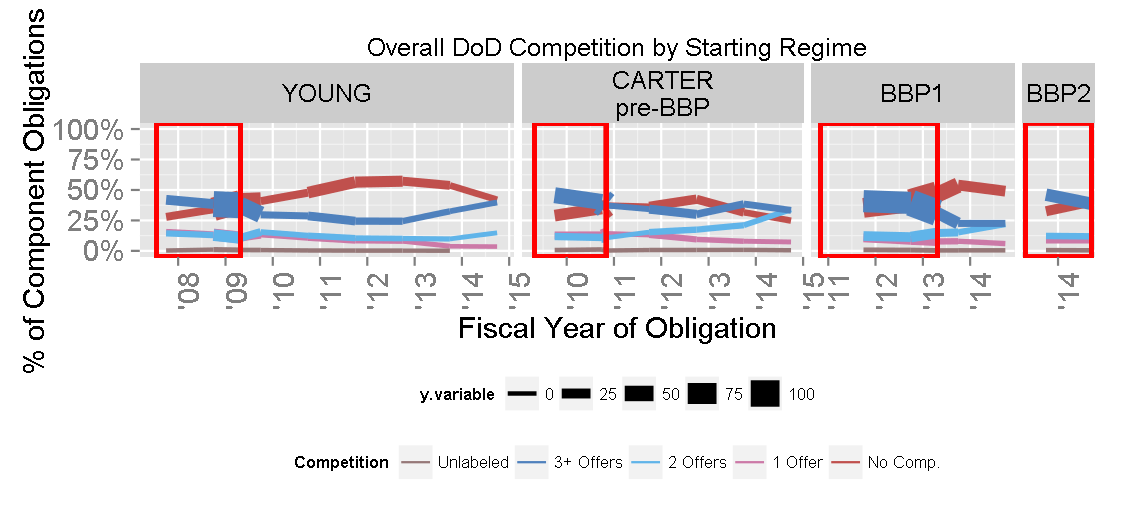 Overall DoD Competition by Starting Regime
YOUNG
CARTER
pre-BBP
BBP1
BBP2
% of Component Obligations
100%
75%
50%
25%
0%
'08 '09 '10 '11 '12 '13 '14 '15
'10 '11 '12 '13 '14 '15
'11 '12 '13 '14
'14
Fiscal Year of Obligation
y.variable 0 25 50 75 100
Competition Unlabeled 3+ Offers 2 Offers 1 Offer No Comp.